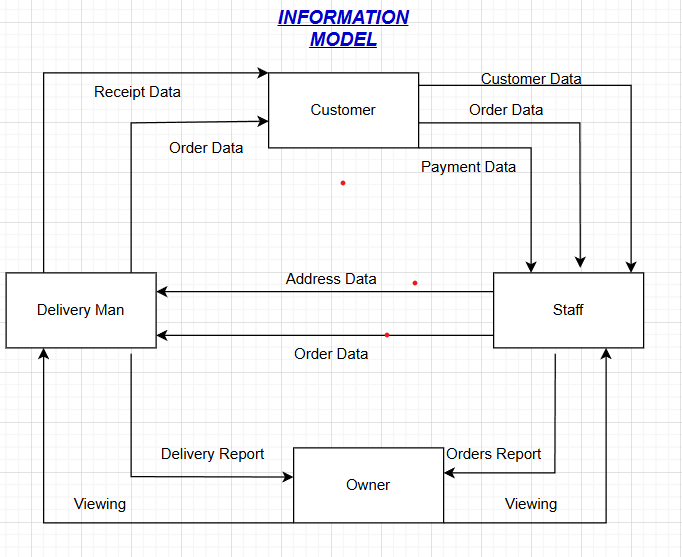 INFORMATION
MODEL
Customer Data
Receipt Data
Customer
Order Data
Order Data
Payment Data
Address Data
Delivery Man
Staff
Order Data
Delivery Report
Orders Report
Owner
Viewing
Viewing